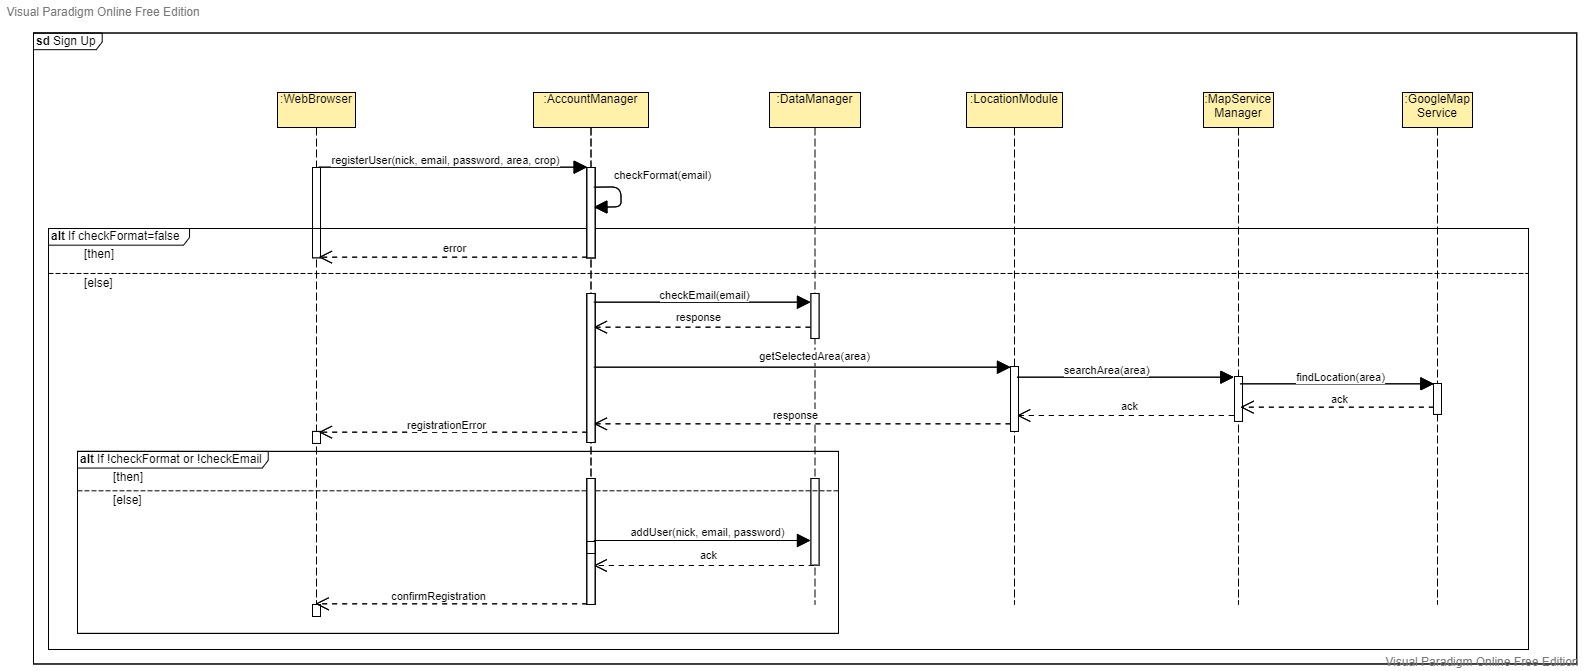 Visual Paradigm Online Free Edition
sd Sign Up
:WebBrowser
:AccountManager
:DataManager
:LocationModule
:MapService
Manager
:GoogleMap
Service
registerUser(nick, email, password, area, crop)
checkFormat(email)
alt If checkFormat=false
[then]
error
[else]
checkEmail(email)
response
getSelectedArea(area)
searchArea(area)
findLocation(area)
ack
ack
response
registrationError
alt If !checkFormat or !checkEmail
[then]
[else]
addUser(nick, email, password)
ack
confirmRegistration
Visual Paradigm Online Free Edition